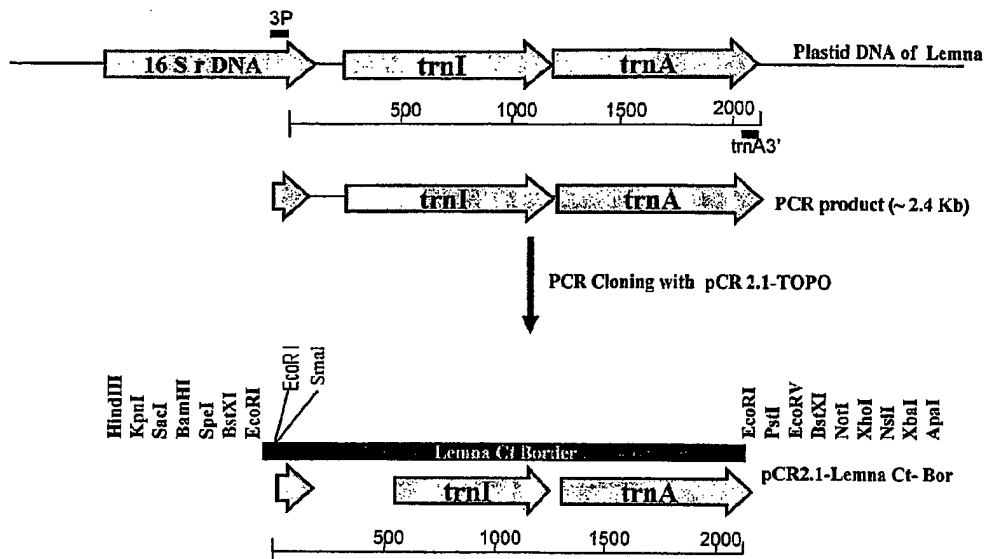 3P
16 S r DNA trnI trnA Plastid DNA of Lemna
500 1000 1500 2000
trnA3'
trnI trnA PCR product (~ 2.4 Kb)
PCR Cloning with pCR 2.1-TOPO
HindIII
KpnI
SacI
BamHI
SpeI
BstXI
EcoRI
EcoR I
SmaI
EcoRI
PstI
EcoRV
BstXI
NotI
XhoI
NsiI
XbaI
ApaI
Lemna Ct Border
trnI trnA pCR2.1-Lemna Ct- Bor
500 1000 1500 2000